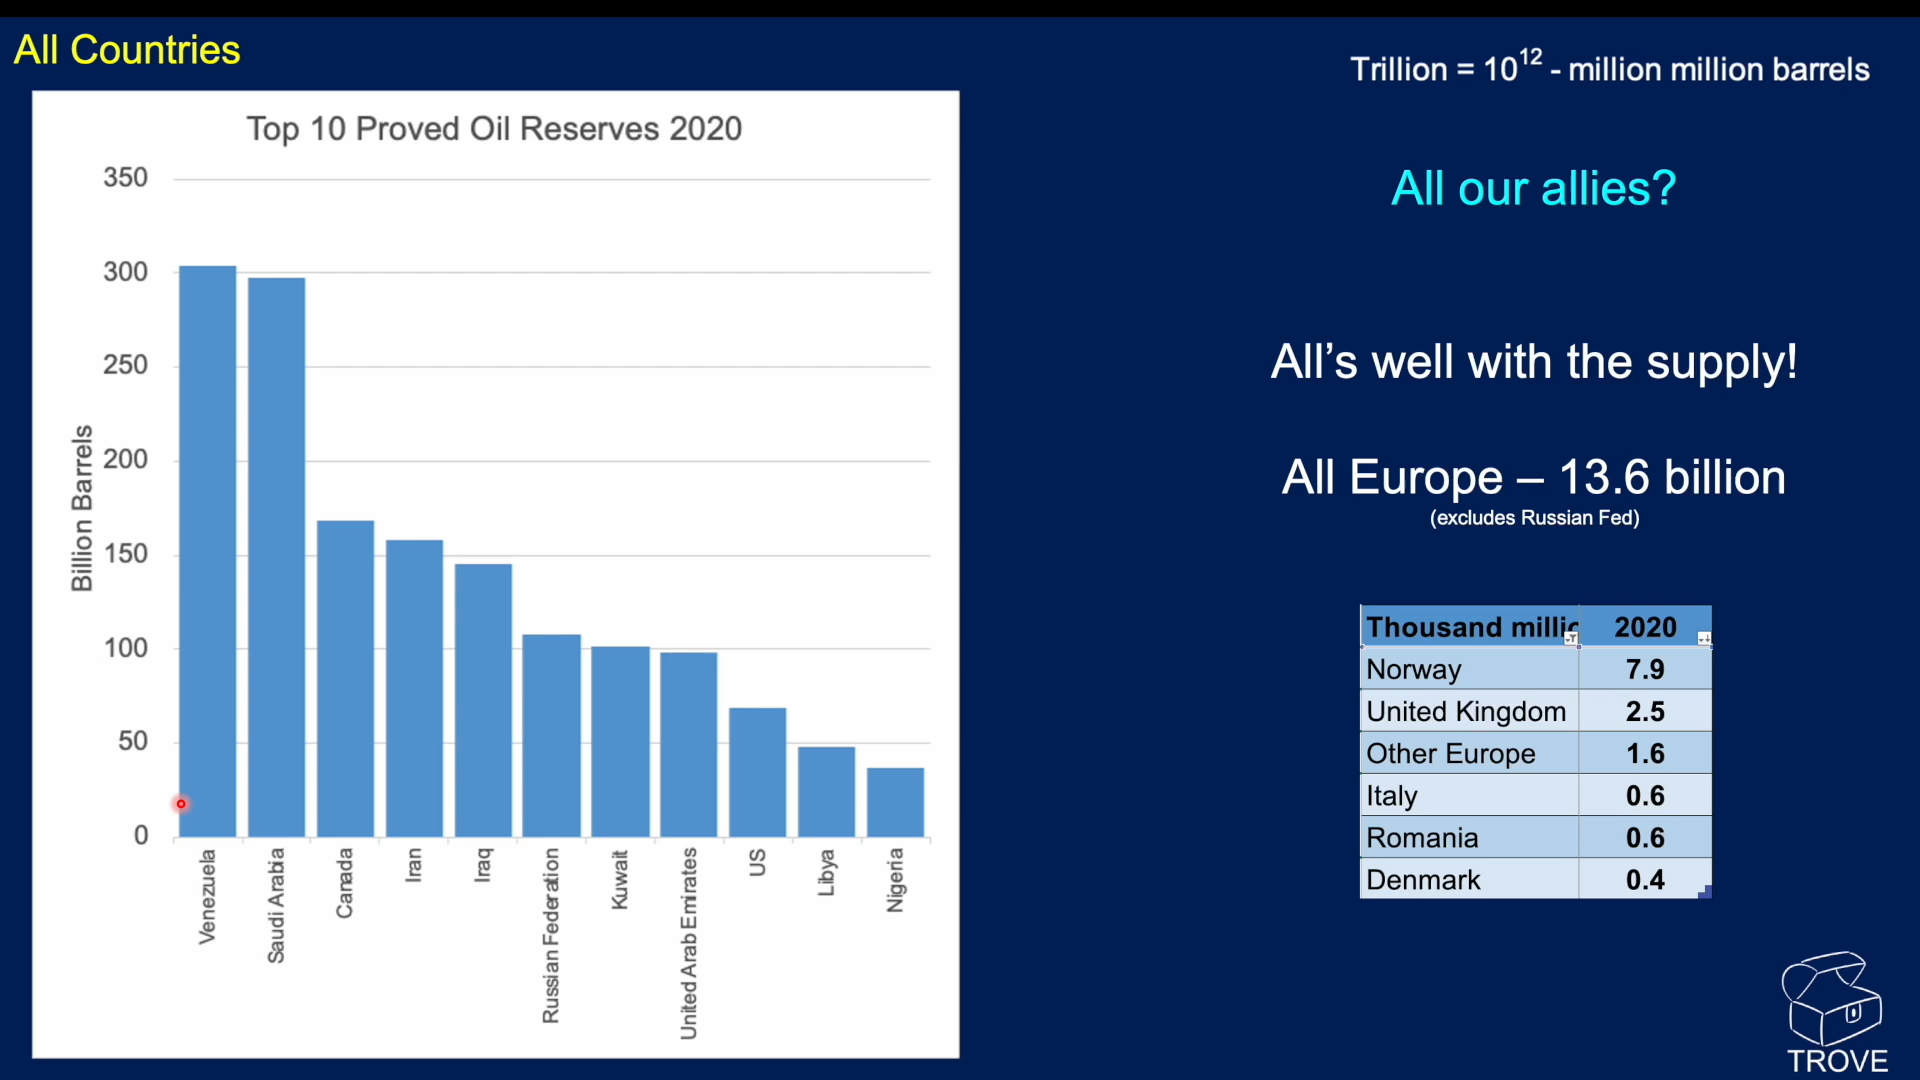 All Countries
Trillion = 10¹² - million million barrels
Top 10 Proved Oil Reserves 2020
350
300
250
200
150
100
50
0
Billion Barrels
Venezuela
Saudi Arabia
Canada
Iran
Iraq
Russian Federation
Kuwait
United Arab Emirates
US
Libya
Nigeria
All our allies?
All’s well with the supply!
All Europe – 13.6 billion
(excludes Russian Fed)
Thousand millic 2020
Norway 7.9
United Kingdom 2.5
Other Europe 1.6
Italy 0.6
Romania 0.6
Denmark 0.4
TROVE